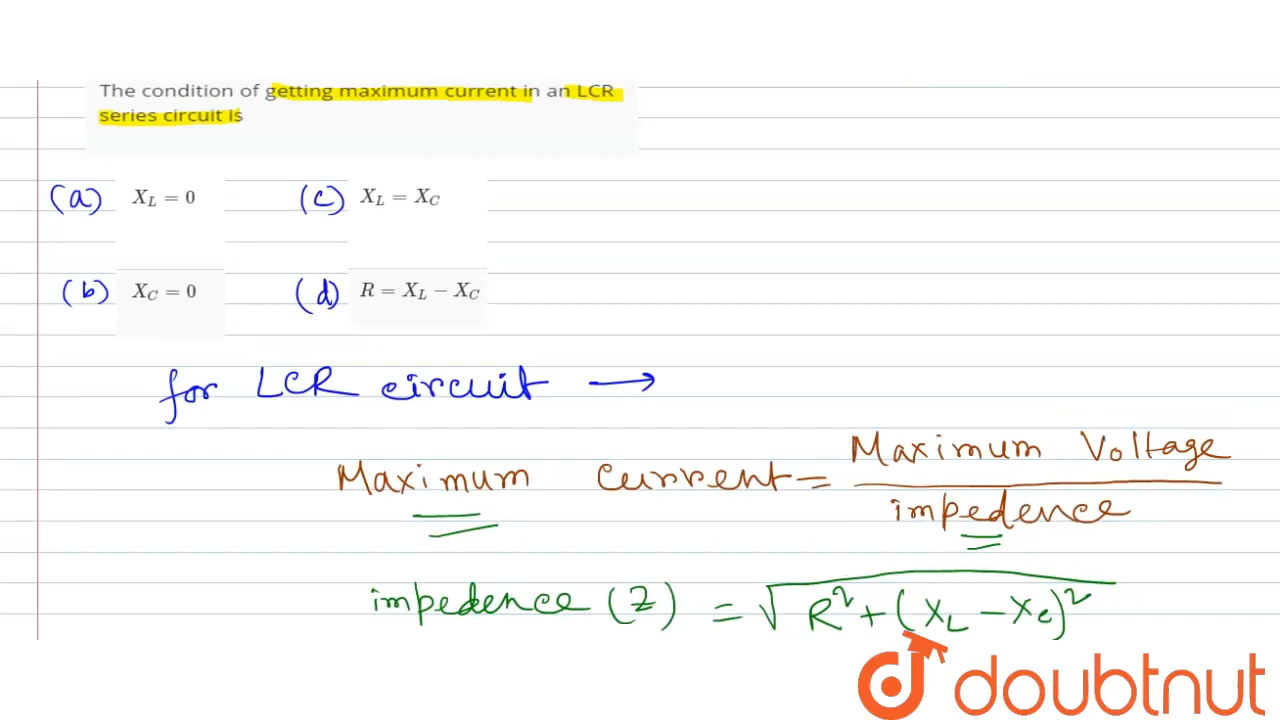 The condition of getting maximum current in an LCR
series circuit is
(a) X_L = 0 (c) X_L = X_C
(b) X_C = 0 (d) R = X_L − X_C
for LCR circuit →
Maximum current = Maximum Voltage / impedence
impedence (Z) = √R² + (X_L − X_C)²
doubtnut